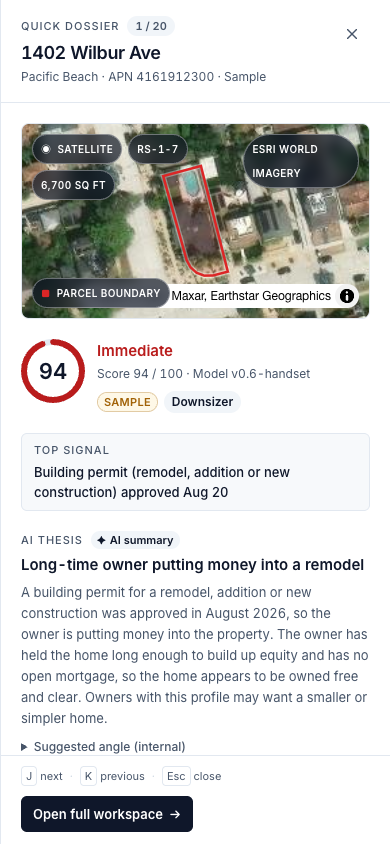 QUICK DOSSIER 1 / 20
1402 Wilbur Ave
Pacific Beach · APN 4161912300 · Sample
SATELLITE RS-1-7 ESRI WORLD
IMAGERY
6,700 SQ FT
PARCEL BOUNDARY Maxar, Earthstar Geographics
94
Immediate
Score 94 / 100 · Model v0.6-handset
SAMPLE Downsizer
TOP SIGNAL
Building permit (remodel, addition or new
construction) approved Aug 20
AI THESIS AI summary
Long-time owner putting money into a remodel
A building permit for a remodel, addition or new
construction was approved in August 2026, so the
owner is putting money into the property. The owner has
held the home long enough to build up equity and has no
open mortgage, so the home appears to be owned free
and clear. Owners with this profile may want a smaller or
simpler home.
Suggested angle (internal)
J next · K previous · Esc close
Open full workspace →